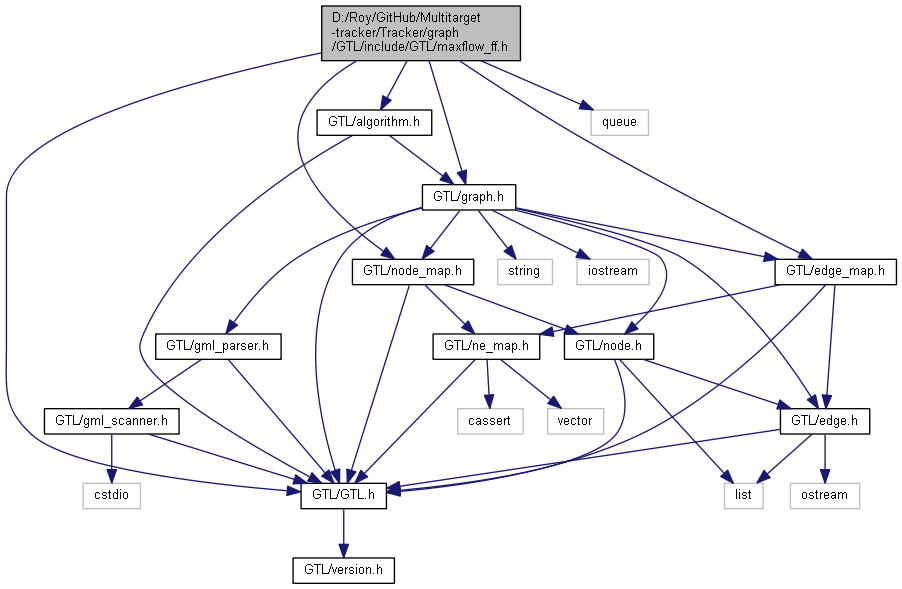 D:/Roy/GitHub/Multitarget
-tracker/Tracker/graph
/GTL/include/GTL/maxflow_ff.h
GTL/algorithm.h
queue
GTL/graph.h
GTL/node_map.h
string
iostream
GTL/edge_map.h
GTL/gml_parser.h
GTL/ne_map.h
GTL/node.h
GTL/gml_scanner.h
cassert
vector
GTL/edge.h
cstdio
GTL/GTL.h
list
ostream
GTL/version.h